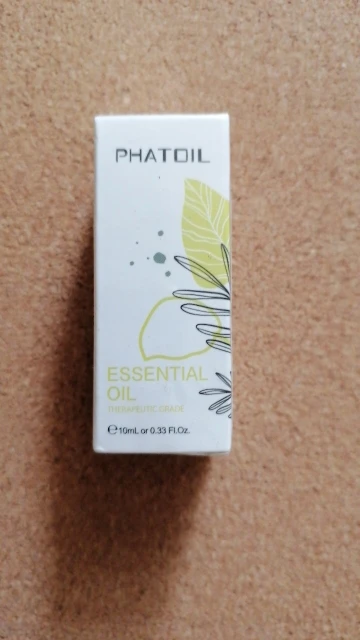 PHATOIL
ESSENTIAL
OIL
THERAPEUTIC GRADE
℮10mL or 0.33 Fl.Oz.